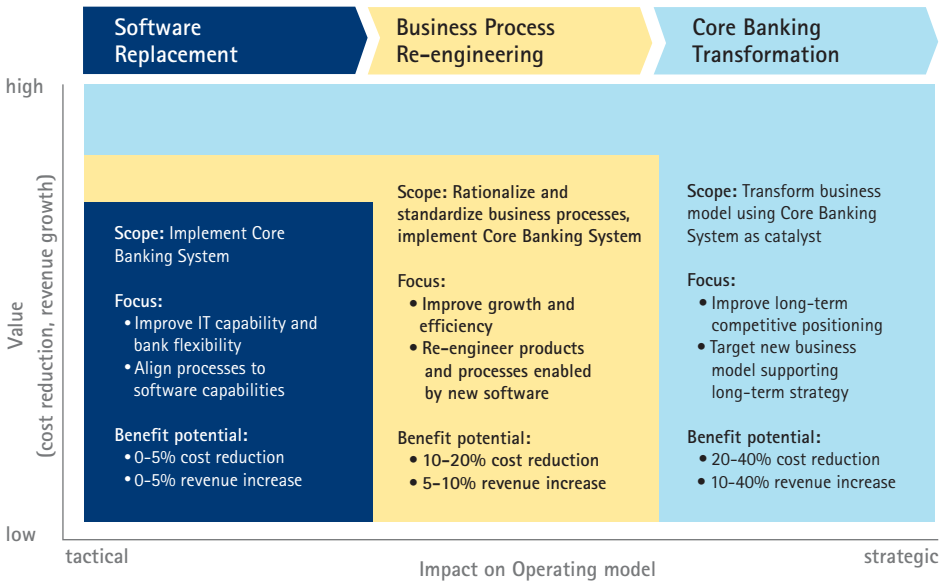 Software
Replacement
Business Process
Re-engineering
Core Banking
Transformation
high
Value
(cost reduction, revenue growth)
low
Scope: Implement Core
Banking System
Focus:
• Improve IT capability and
bank flexibility
• Align processes to
software capabilities
Benefit potential:
• 0-5% cost reduction
• 0-5% revenue increase
Scope: Rationalize and
standardize business processes,
implement Core Banking System
Focus:
• Improve growth and
efficiency
• Re-engineer products
and processes enabled
by new software
Benefit potential:
• 10-20% cost reduction
• 5-10% revenue increase
Scope: Transform business
model using Core Banking
System as catalyst
Focus:
• Improve long-term
competitive positioning
• Target new business
model supporting
long-term strategy
Benefit potential:
• 20-40% cost reduction
• 10-40% revenue increase
tactical
Impact on Operating model
strategic